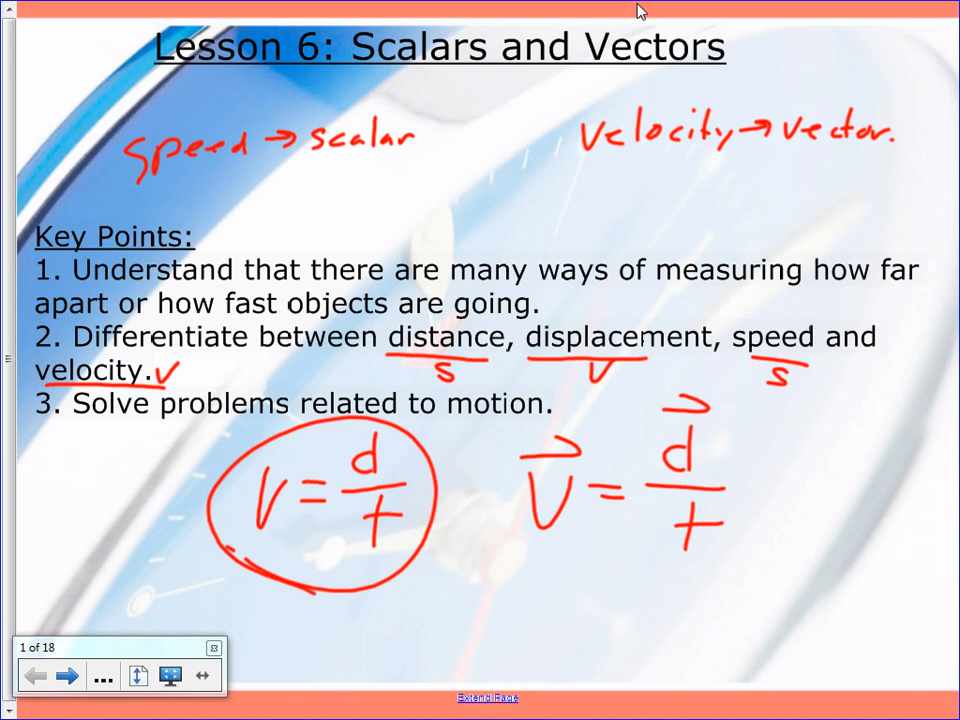 Lesson 6: Scalars and Vectors
speed → scalar
velocity → vector.
Key Points:
1. Understand that there are many ways of measuring how far
apart or how fast objects are going.
2. Differentiate between distance, displacement, speed and
s v s
velocity. v
3. Solve problems related to motion.
v = d/t
v⃗ = d⃗/t
1 of 18
...
Extend Page